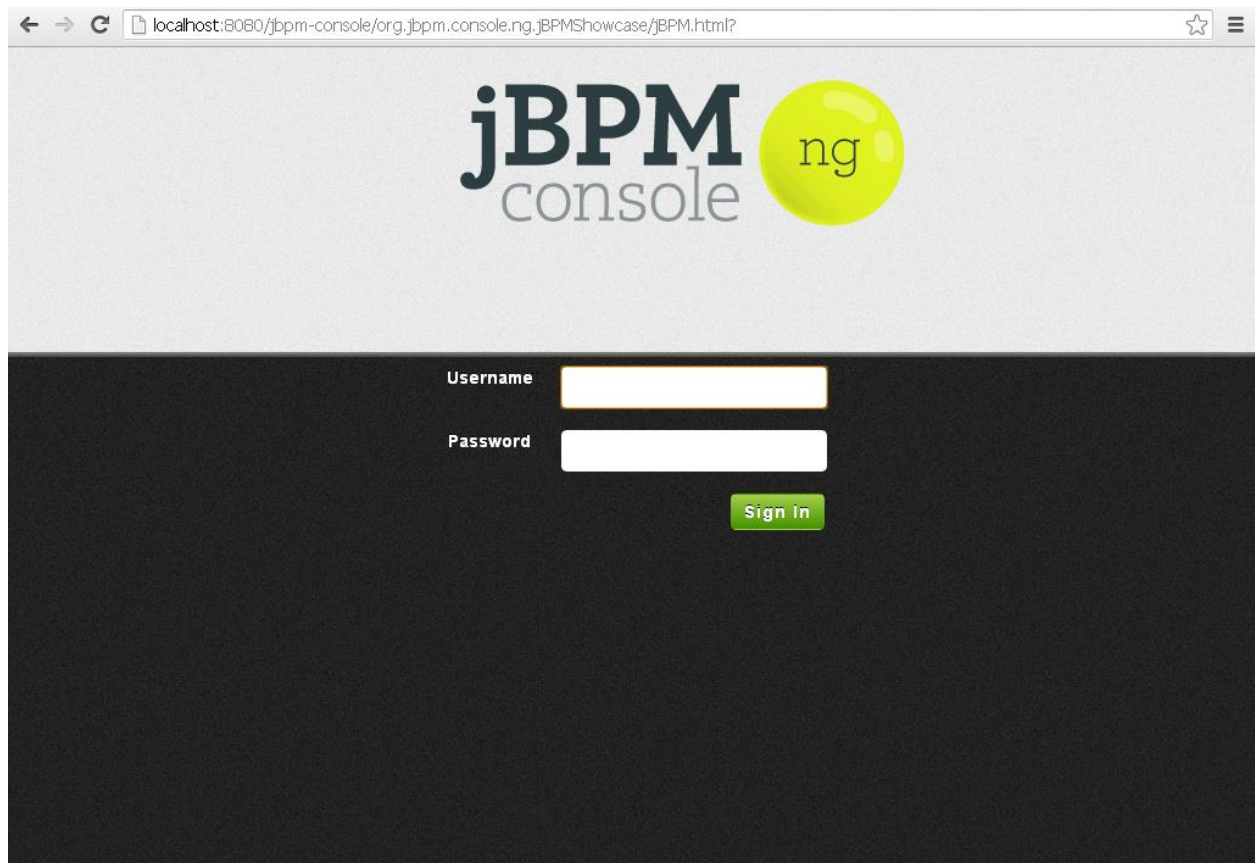 localhost:8080/jbpm-console/org.jbpm.console.ng.jBPMShowcase/jBPM.html?
jBPM
console
ng
Username
Password
Sign In